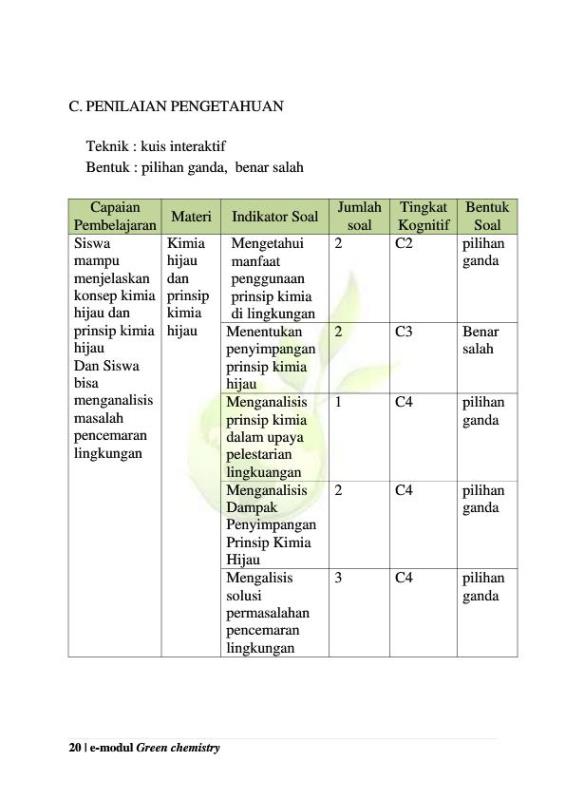 C. PENILAIAN PENGETAHUAN
Teknik : kuis interaktif
Bentuk : pilihan ganda, benar salah
Capaian
Pembelajaran
Materi
Indikator Soal
Jumlah
soal
Tingkat
Kognitif
Bentuk
Soal
Siswa
mampu
menjelaskan
konsep kimia
hijau dan
prinsip kimia
hijau
Dan Siswa
bisa
menganalisis
masalah
pencemaran
lingkungan
Kimia
hijau
dan
prinsip
kimia
hijau
Mengetahui
manfaat
penggunaan
prinsip kimia
di lingkungan
2
C2
pilihan
ganda
Menentukan
penyimpangan
prinsip kimia
hijau
2
C3
Benar
salah
Menganalisis
prinsip kimia
dalam upaya
pelestarian
lingkuangan
1
C4
pilihan
ganda
Menganalisis
Dampak
Penyimpangan
Prinsip Kimia
Hijau
2
C4
pilihan
ganda
Mengalisis
solusi
permasalahan
pencemaran
lingkungan
3
C4
pilihan
ganda
20 | e-modul Green chemistry